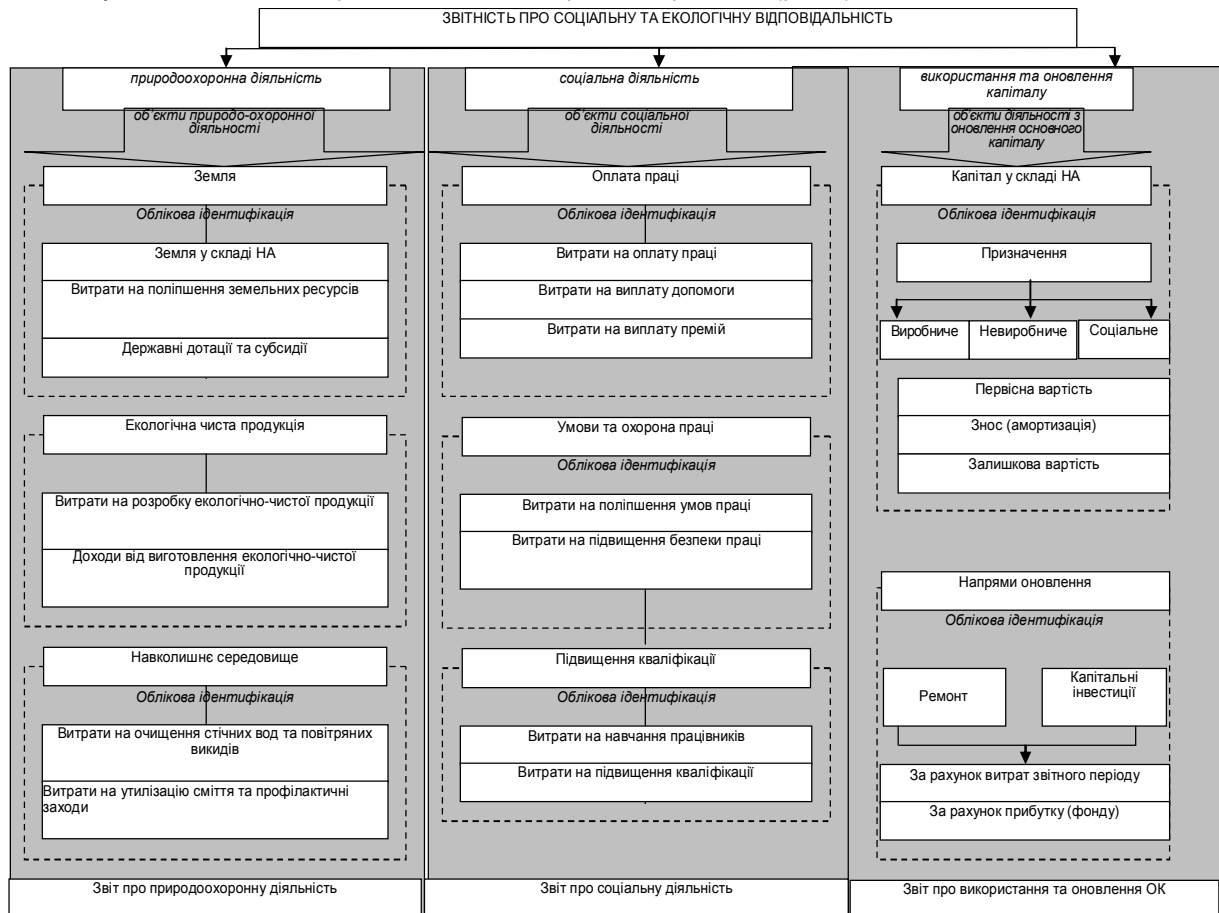 ЗВІТНІСТЬ ПРО СОЦІАЛЬНУ ТА ЕКОЛОГІЧНУ ВІДПОВІДАЛЬНІСТЬ
природоохоронна діяльність
об'єкти природо-охоронної
діяльності
Земля
Облікова ідентифікація
Земля у складі НА
Витрати на поліпшення земельних ресурсів
Державні дотації та субсидії
Екологічна чиста продукція
Витрати на розробку екологічно-чистої продукції
Доходи від виготовлення екологічно-чистої
продукції
Навколишнє середовище
Облікова ідентифікація
Витрати на очищення стічних вод та повітряних
викидів
Витрати на утилізацію сміття та профілактичні
заходи
Звіт про природоохоронну діяльність
соціальна діяльність
об'єкти соціальної
діяльності
Оплата праці
Облікова ідентифікація
Витрати на оплату праці
Витрати на виплату допомоги
Витрати на виплату премій
Умови та охорона праці
Облікова ідентифікація
Витрати на поліпшення умов праці
Витрати на підвищення безпеки праці
Підвищення кваліфікації
Облікова ідентифікація
Витрати на навчання працівників
Витрати на підвищення кваліфікації
Звіт про соціальну діяльність
використання та оновлення
капіталу
об'єкти діяльності з
оновлення основного
капіталу
Капітал у складі НА
Облікова ідентифікація
Призначення
Виробниче
Невиробниче
Соціальне
Первісна вартість
Знос (амортизація)
Залишкова вартість
Напрями оновлення
Облікова ідентифікація
Ремонт
Капітальні
інвестиції
За рахунок витрат звітного періоду
За рахунок прибутку (фонду)
Звіт про використання та оновлення ОК